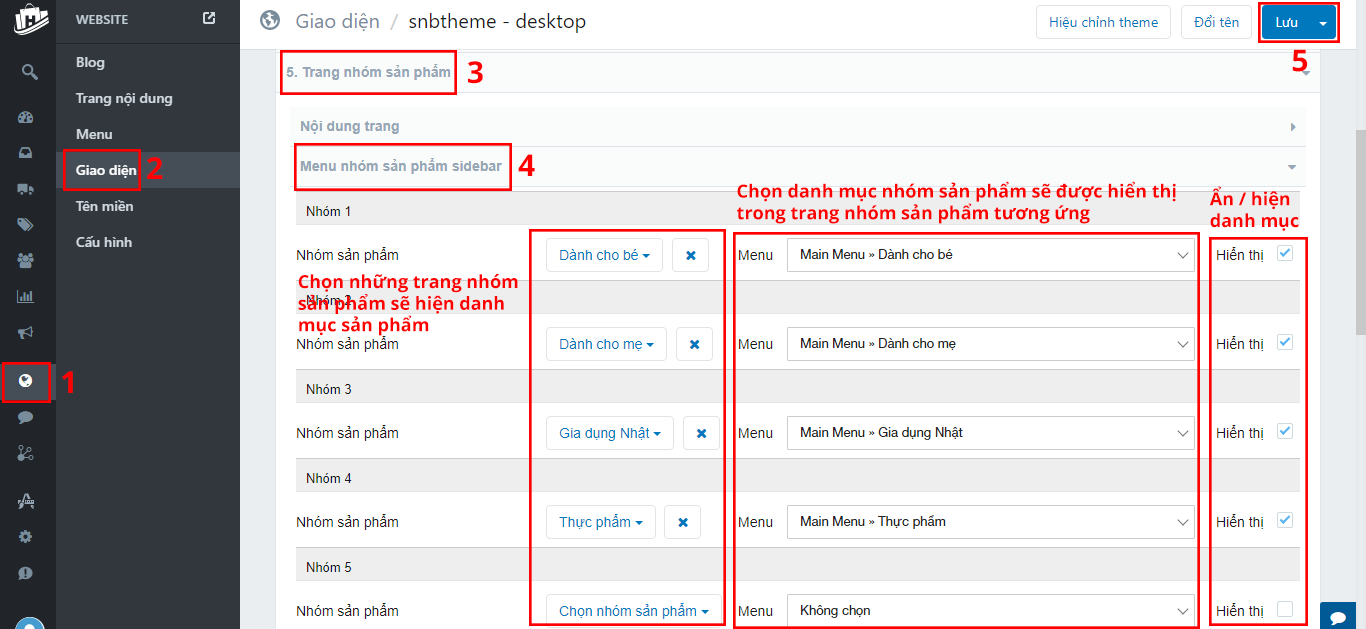 WEBSITE
Blog
Trang nội dung
Menu
Giao diện
2
Tên miền
Cấu hình
1
Giao diện / snbtheme - desktop
Hiệu chỉnh theme
Đổi tên
Lưu
5
5. Trang nhóm sản phẩm
3
Nội dung trang
Menu nhóm sản phẩm sidebar
4
Chọn danh mục nhóm sản phẩm sẽ được hiển thị
trong trang nhóm sản phẩm tương ứng
Ẩn / hiện
danh mục
Nhóm 1
Nhóm sản phẩm
Dành cho bé
Menu
Main Menu » Dành cho bé
Hiển thị
Chọn những trang nhóm
sản phẩm sẽ hiện danh
mục sản phẩm
Nhóm 2
Nhóm sản phẩm
Dành cho mẹ
Menu
Main Menu » Dành cho mẹ
Hiển thị
Nhóm 3
Nhóm sản phẩm
Gia dụng Nhật
Menu
Main Menu » Gia dụng Nhật
Hiển thị
Nhóm 4
Nhóm sản phẩm
Thực phẩm
Menu
Main Menu » Thực phẩm
Hiển thị
Nhóm 5
Nhóm sản phẩm
Chọn nhóm sản phẩm
Menu
Không chọn
Hiển thị